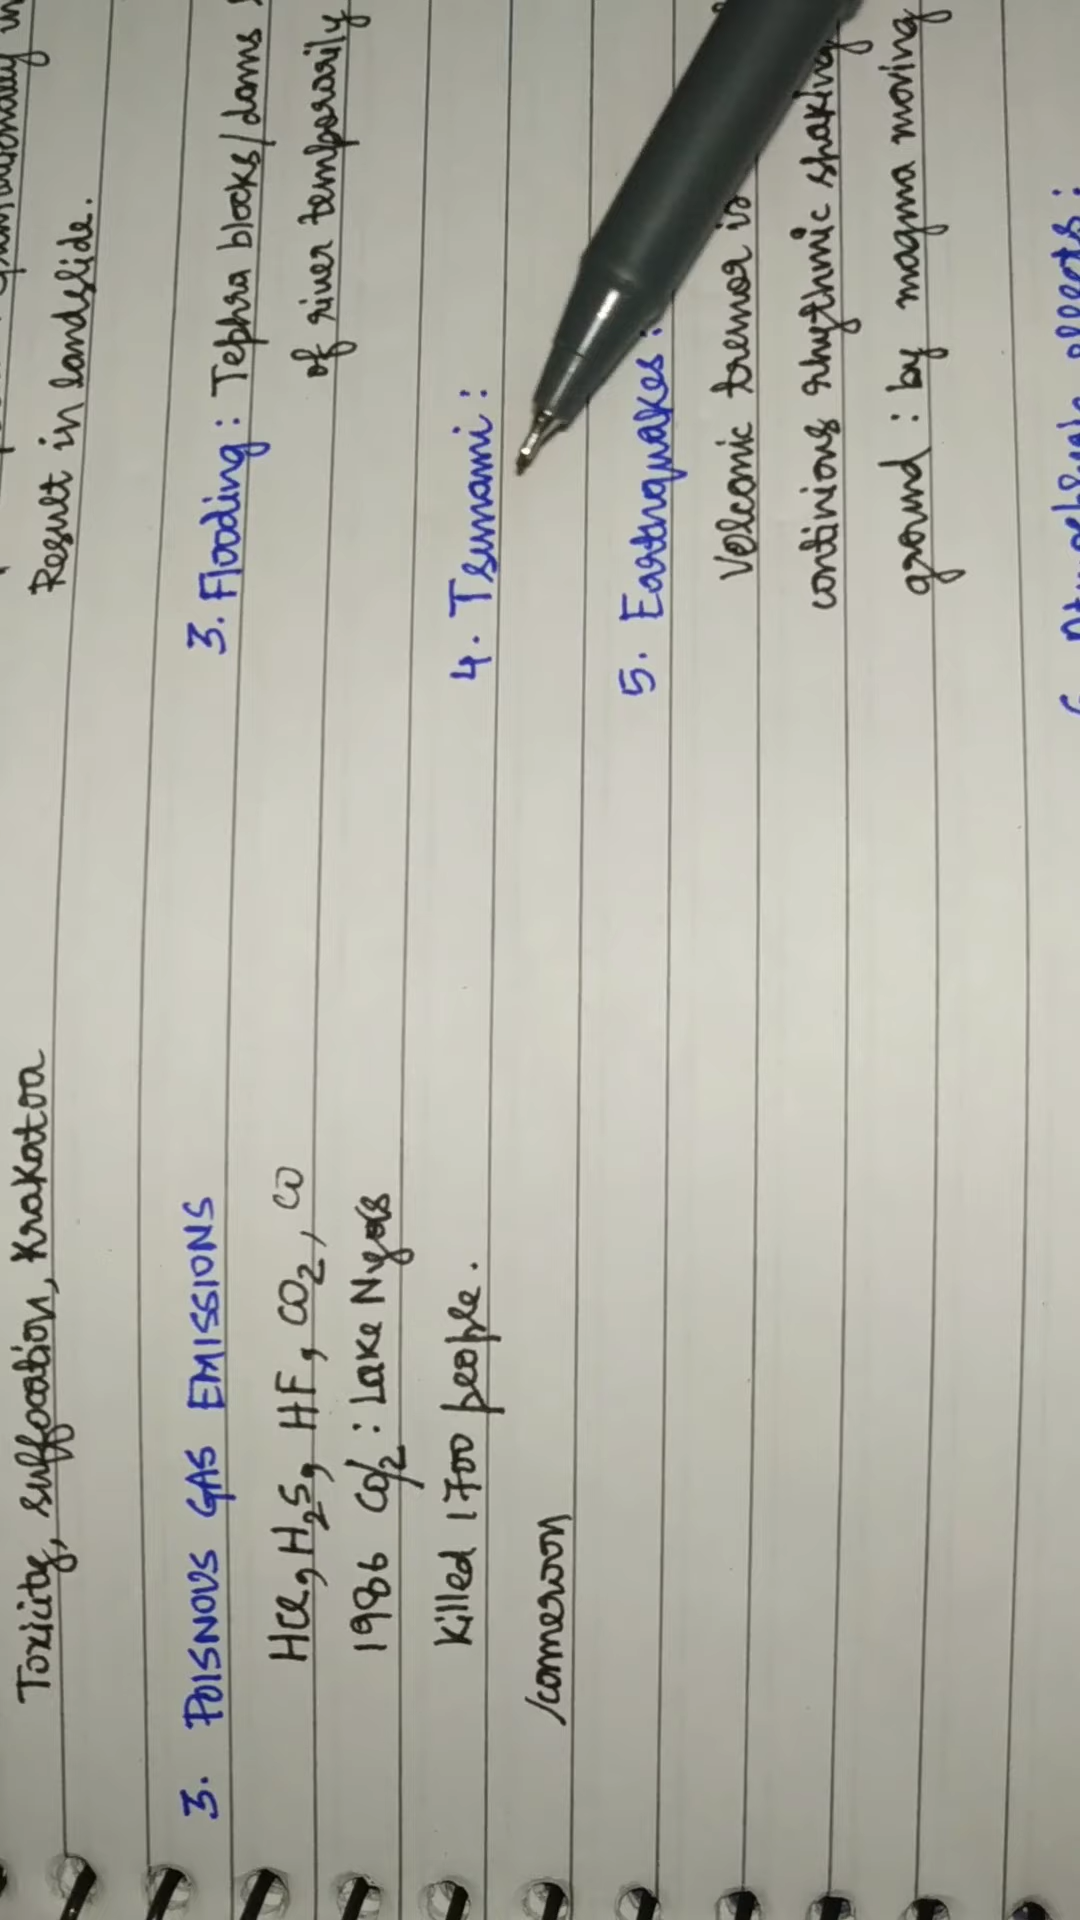 Toxicity, suffocation, Krakatoa
3. POISNOUS GAS EMISSIONS
HCl, H2S, HF, CO2, CO
1986 CO2 : Lake Nyos
Killed 1700 people.
/cameroon
Result in landslide.
3. Flooding : Tephra blocks/dams
of river temporarily
4. Tsunami :
5. Earthquakes :
Volconic tremor is
continious rhythmic shaking
ground : by magma moving
effects :